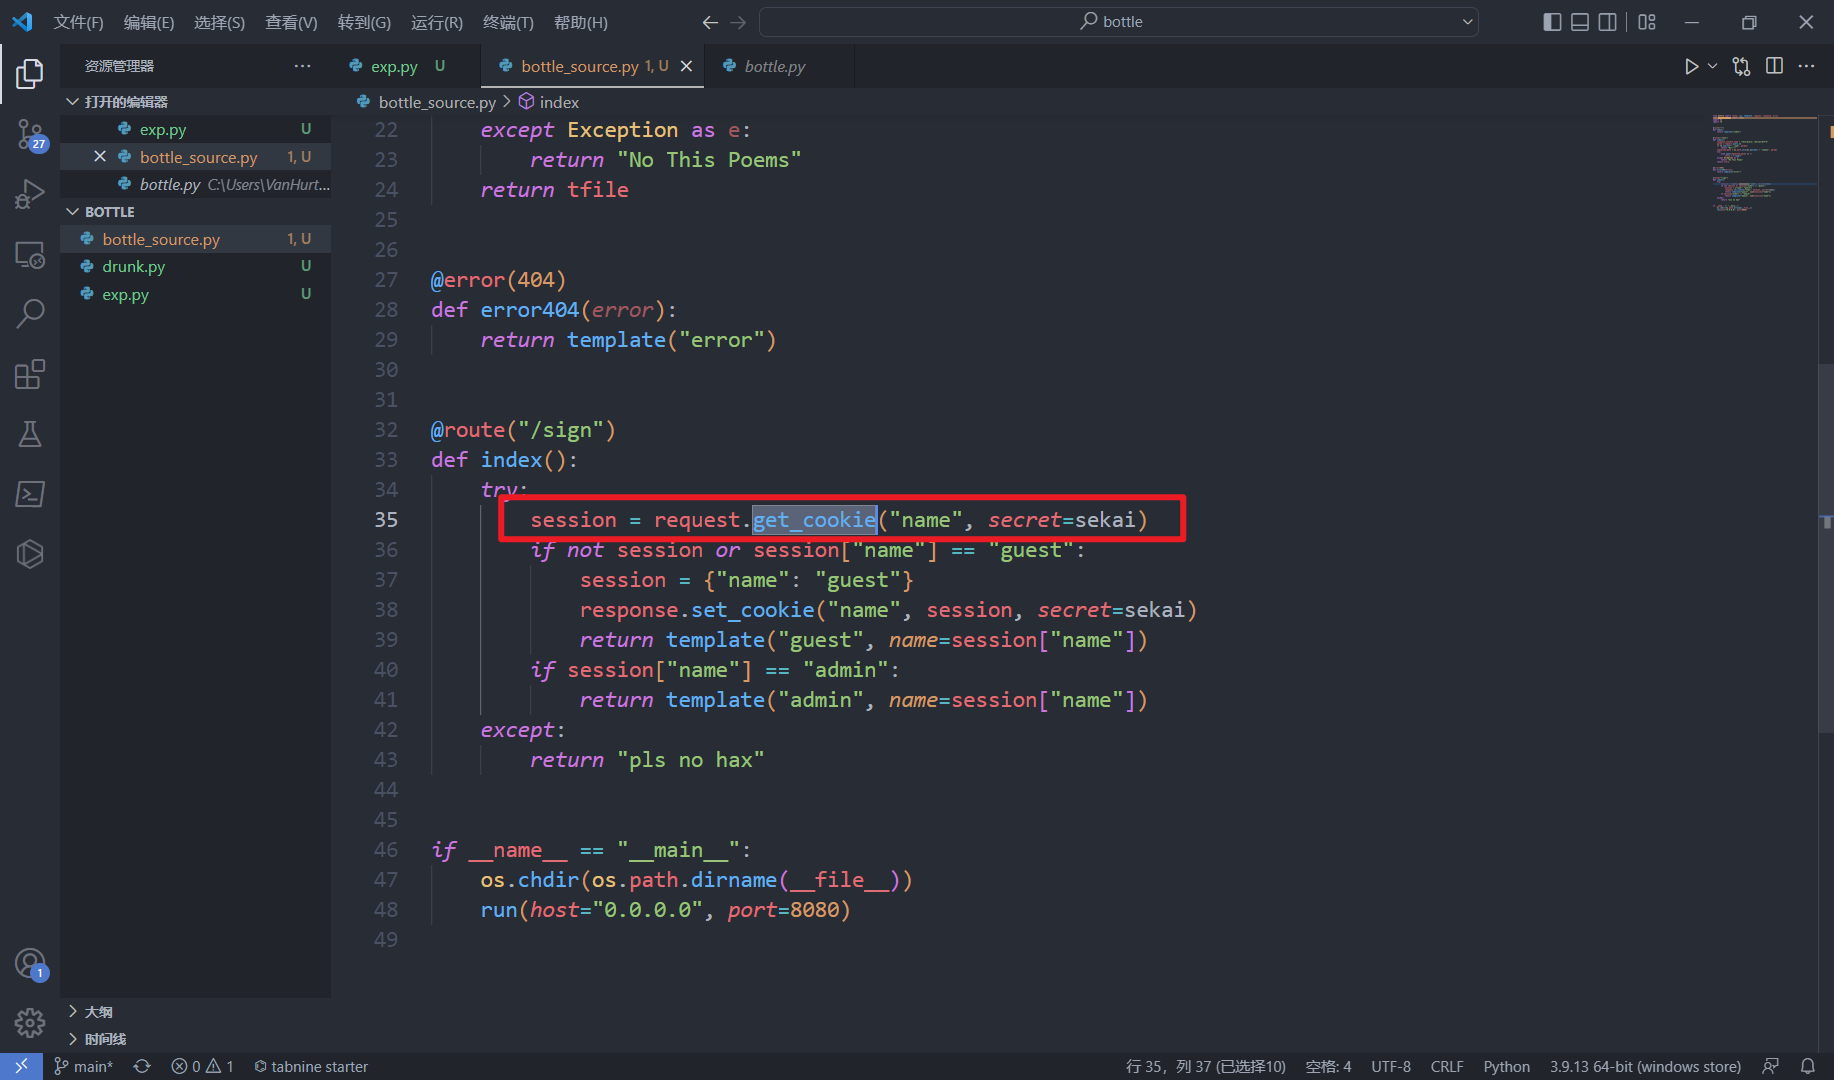 文件(F) 编辑(E) 选择(S) 查看(V) 转到(G) 运行(R) 终端(T) 帮助(H)
bottle
资源管理器
exp.py U
bottle_source.py 1, U
bottle.py
打开的编辑器
exp.py U
bottle_source.py 1, U
bottle.py C:\Users\VanHurt...
BOTTLE
bottle_source.py 1, U
drunk.py U
exp.py U
27
bottle_source.py > index
22 except Exception as e:
23 return "No This Poems"
24 return tfile
25
26
27 @error(404)
28 def error404(error):
29 return template("error")
30
31
32 @route("/sign")
33 def index():
34 try:
35 session = request.get_cookie("name", secret=sekai)
36 if not session or session["name"] == "guest":
37 session = {"name": "guest"}
38 response.set_cookie("name", session, secret=sekai)
39 return template("guest", name=session["name"])
40 if session["name"] == "admin":
41 return template("admin", name=session["name"])
42 except:
43 return "pls no hax"
44
45
46 if __name__ == "__main__":
47 os.chdir(os.path.dirname(__file__))
48 run(host="0.0.0.0", port=8080)
49
1
大纲
时间线
main* 0 1 tabnine starter
行 35，列 37 (已选择10) 空格: 4 UTF-8 CRLF Python 3.9.13 64-bit (windows store)